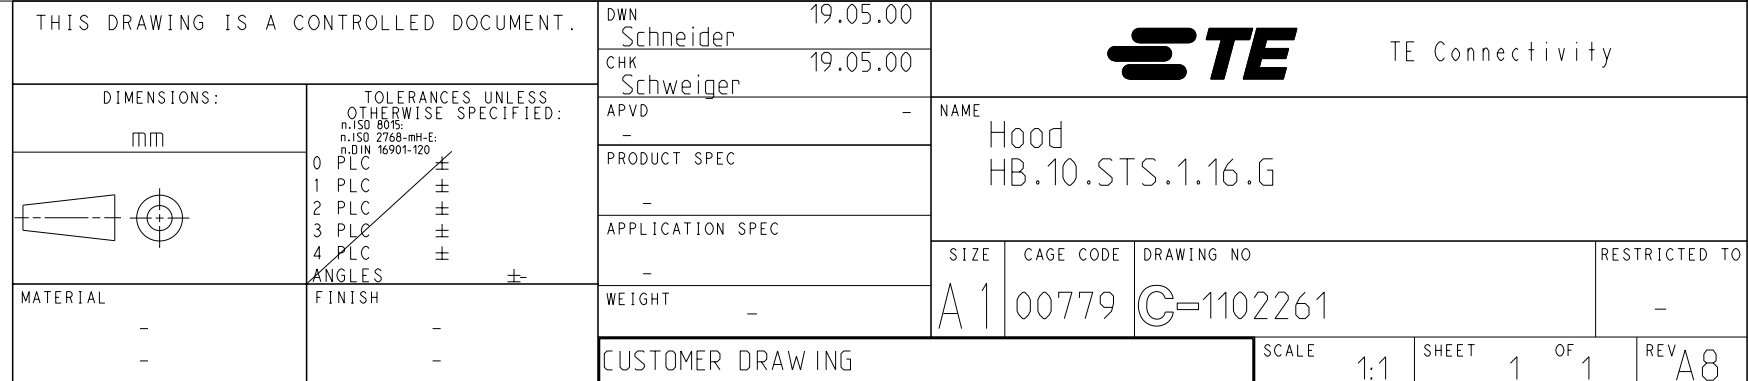 THIS DRAWING IS A CONTROLLED DOCUMENT.
DIMENSIONS:
mm
TOLERANCES UNLESS
OTHERWISE SPECIFIED:
n.ISO 8015:
n.ISO 2768-mH-E:
n.DIN 16901-120
0 PLC ±
1 PLC ±
2 PLC ±
3 PLC ±
4 PLC ±
ANGLES ±-
MATERIAL
-
-
FINISH
-
-
DWN 19.05.00
Schneider
CHK 19.05.00
Schweiger
APVD -
-
PRODUCT SPEC
-
APPLICATION SPEC
-
WEIGHT
-
CUSTOMER DRAWING
TE TE Connectivity
NAME
Hood
HB.10.STS.1.16.G
SIZE
A1
CAGE CODE
00779
DRAWING NO
C-1102261
RESTRICTED TO
-
SCALE 1:1
SHEET 1 OF 1
REV A8